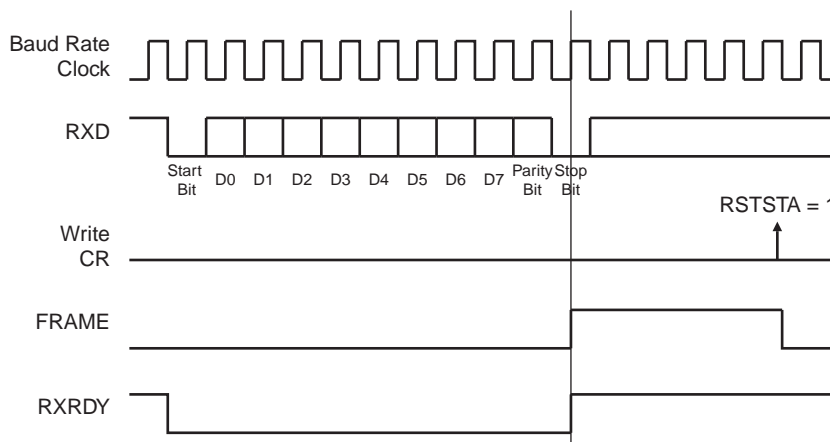 Baud Rate
Clock
RXD
Start
Bit
D0 D1 D2 D3 D4 D5 D6 D7
Parity
Bit
Stop
Bit
RSTSTA = 1
Write
CR
FRAME
RXRDY